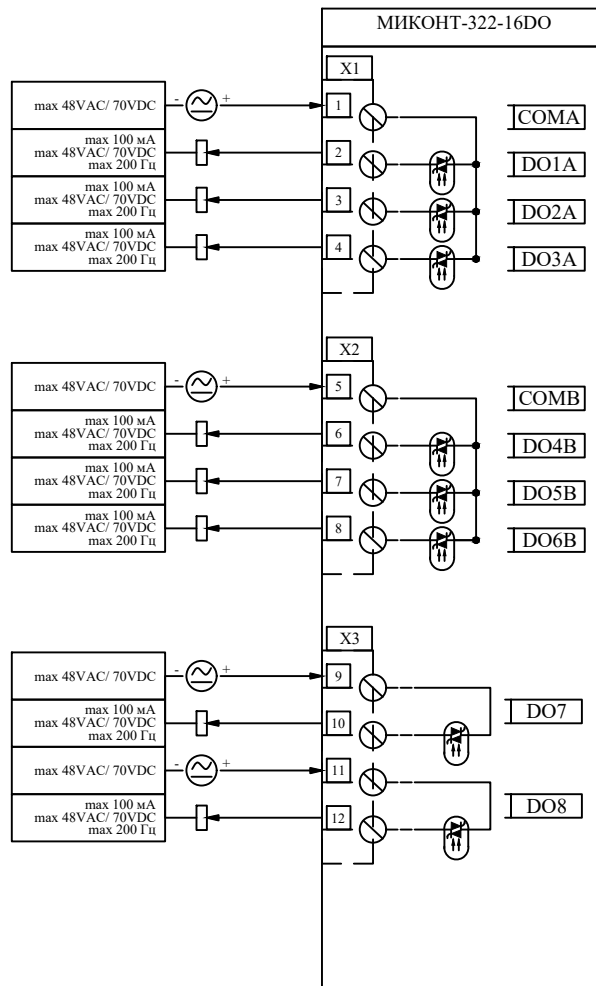 МИКОНТ-322-16DO
X1
max 48VAC/ 70VDC
- +
1
COMA
max 100 мА
max 48VAC/ 70VDC
max 200 Гц
2
DO1A
max 100 мА
max 48VAC/ 70VDC
max 200 Гц
3
DO2A
max 100 мА
max 48VAC/ 70VDC
max 200 Гц
4
DO3A
X2
max 48VAC/ 70VDC
- +
5
COMB
max 100 мА
max 48VAC/ 70VDC
max 200 Гц
6
DO4B
max 100 мА
max 48VAC/ 70VDC
max 200 Гц
7
DO5B
max 100 мА
max 48VAC/ 70VDC
max 200 Гц
8
DO6B
X3
max 48VAC/ 70VDC
- +
9
max 100 мА
max 48VAC/ 70VDC
max 200 Гц
10
DO7
max 48VAC/ 70VDC
- +
11
max 100 мА
max 48VAC/ 70VDC
max 200 Гц
12
DO8